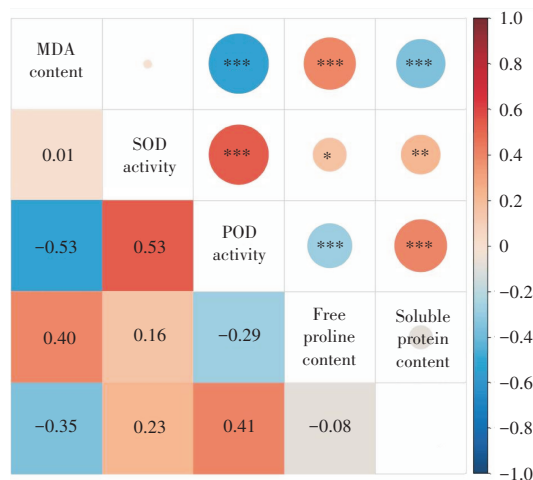 MDA
content
***
***
***
0.01
SOD
activity
***
*
**
−0.53
0.53
POD
activity
***
***
0.40
0.16
−0.29
Free
proline
content
Soluble
protein
content
−0.35
0.23
0.41
−0.08
1.0
0.8
0.6
0.4
0.2
0
−0.2
−0.4
−0.6
−0.8
−1.0